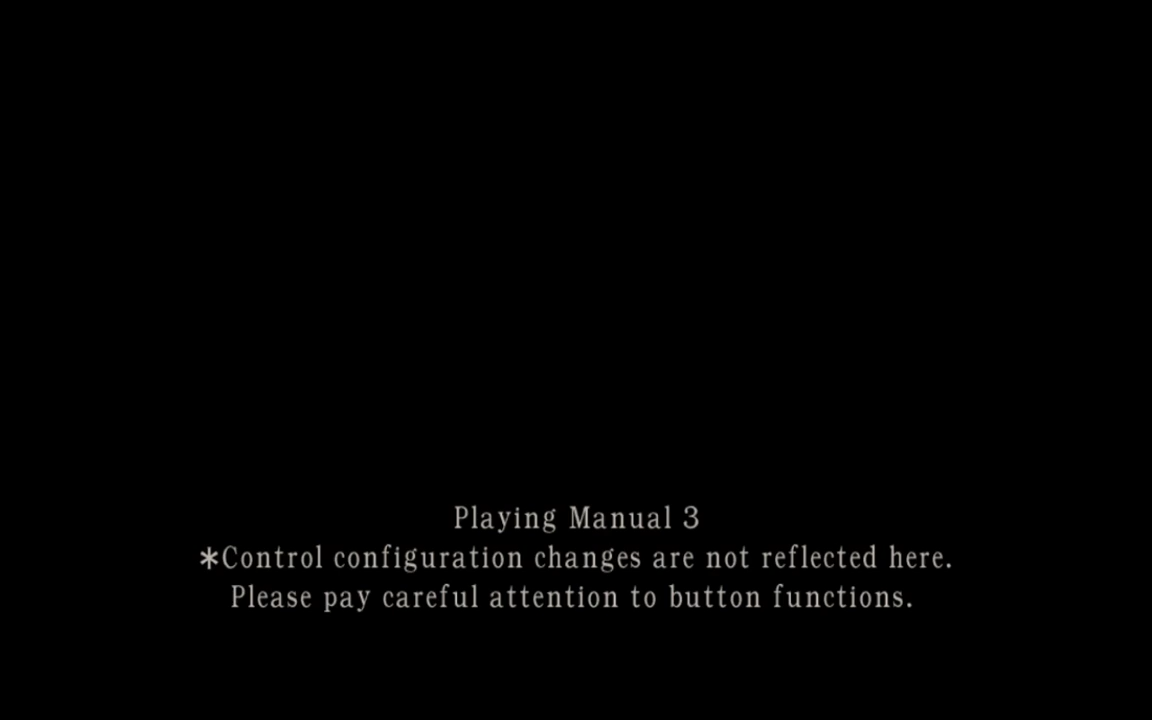 Playing Manual 3
*Control configuration changes are not reflected here.
Please pay careful attention to button functions.